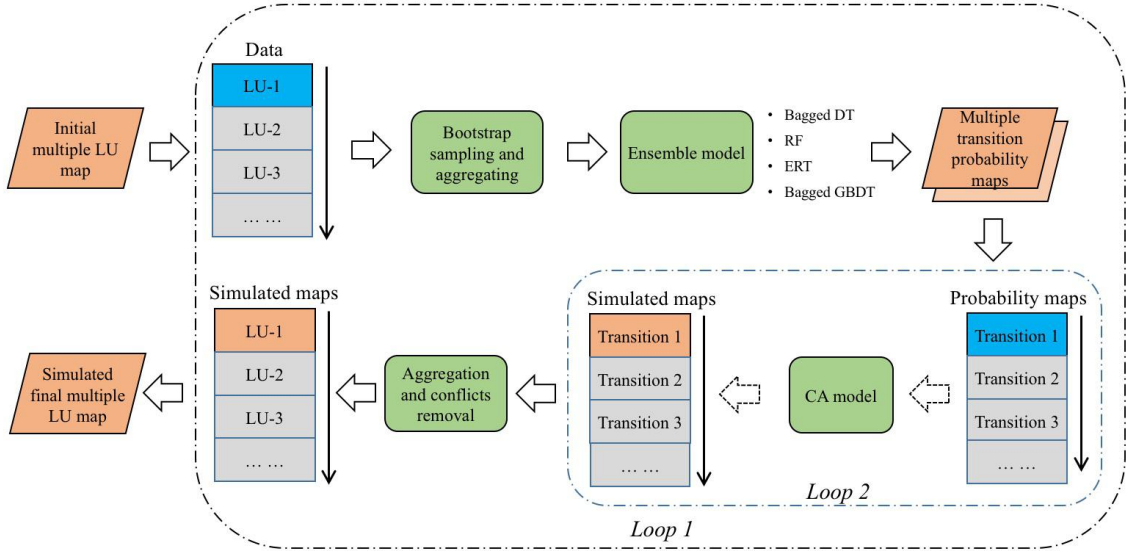 Data
LU-1
LU-2
LU-3
… …
Initial
multiple LU
map
Bootstrap
sampling and
aggregating
Ensemble model
• Bagged DT
• RF
• ERT
• Bagged GBDT
Multiple
transition
probability
maps
Probability maps
Transition 1
Transition 2
Transition 3
… …
CA model
Simulated maps
Transition 1
Transition 2
Transition 3
… …
Loop 2
Aggregation
and conflicts
removal
Simulated maps
LU-1
LU-2
LU-3
… …
Simulated
final multiple
LU map
Loop 1